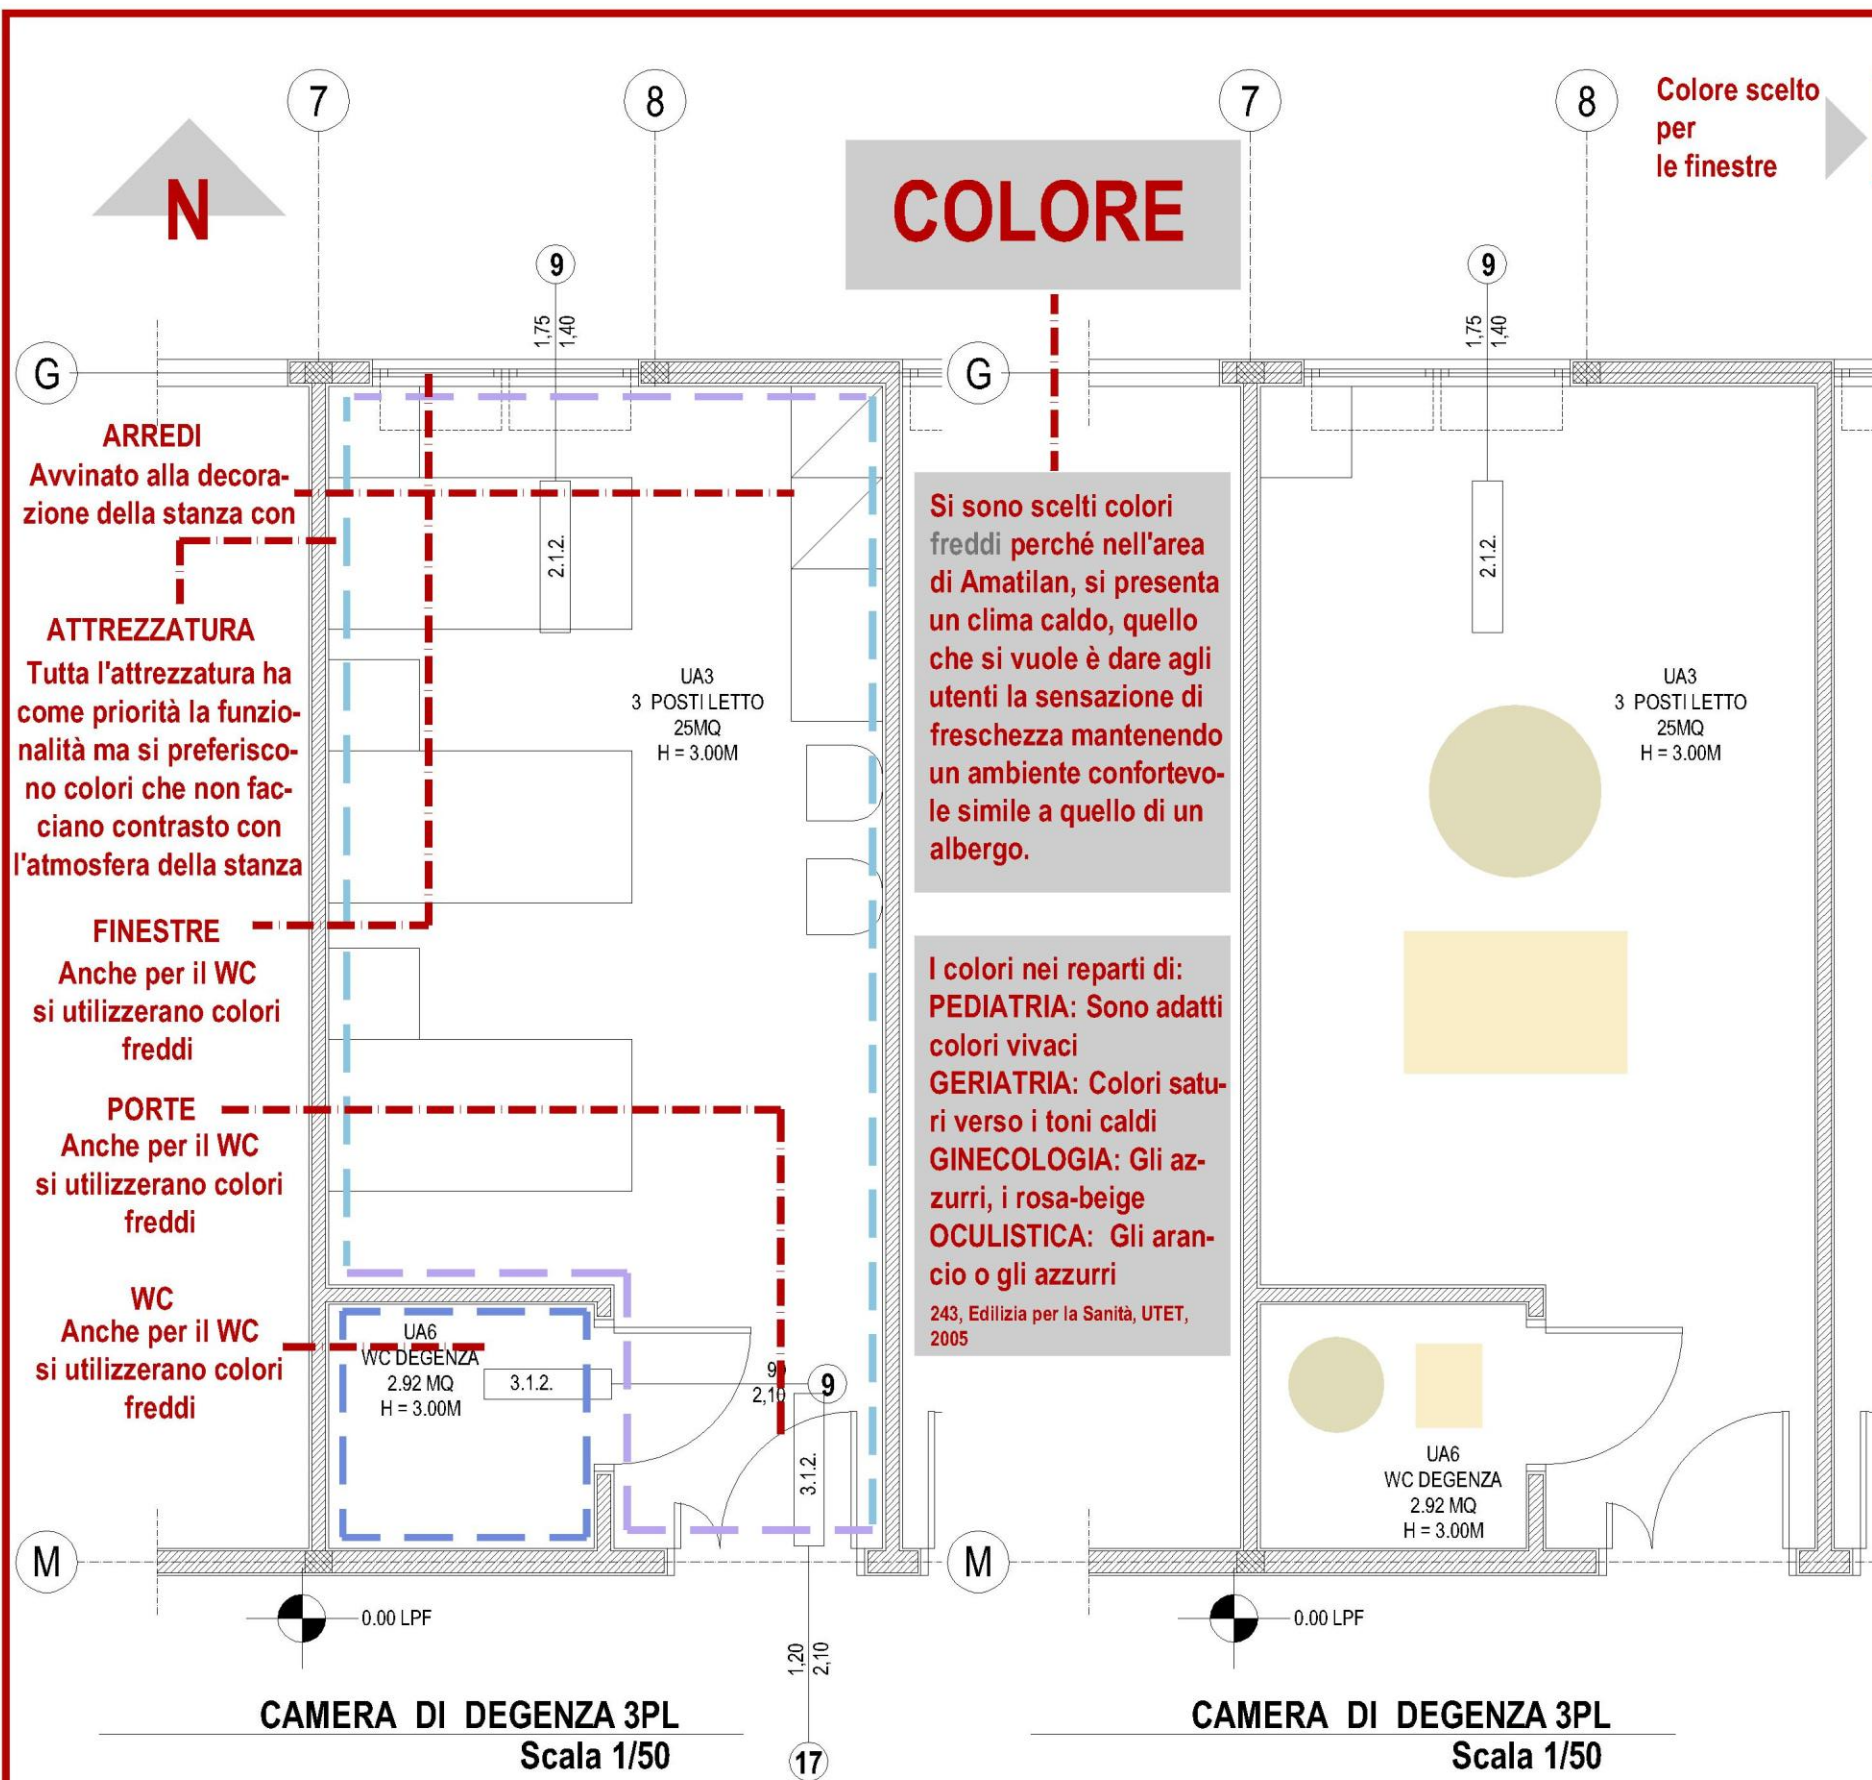 7
8
7
8
Colore scelto
per
le finestre
N
COLORE
9
9
1,75
1,40
1,75
1,40
G
G
ARREDI
Avvinato alla decora-
zione della stanza con
2.1.2.
2.1.2.
ATTREZZATURA
Tutta l'attrezzatura ha
come priorità la funzio-
nalità ma si preferisco-
no colori che non fac-
ciano contrasto con
l'atmosfera della stanza
UA3
3 POSTI LETTO
25MQ
H = 3.00M
Si sono scelti colori
freddi perché nell'area
di Amatilan, si presenta
un clima caldo, quello
che si vuole è dare agli
utenti la sensazione di
freschezza mantenendo
un ambiente confortevo-
le simile a quello di un
albergo.
UA3
3 POSTI LETTO
25MQ
H = 3.00M
FINESTRE
Anche per il WC
si utilizzerano colori
freddi
I colori nei reparti di:
PEDIATRIA: Sono adatti
colori vivaci
GERIATRIA: Colori satu-
ri verso i toni caldi
GINECOLOGIA: Gli az-
zurri, i rosa-beige
OCULISTICA: Gli aran-
cio o gli azzurri
243, Edilizia per la Sanità, UTET,
2005
PORTE
Anche per il WC
si utilizzerano colori
freddi
WC
Anche per il WC
si utilizzerano colori
freddi
UA6
WC DEGENZA
2.92 MQ
H = 3.00M
3.1.2.
2,10
9
3.1.2.
UA6
WC DEGENZA
2.92 MQ
H = 3.00M
M
M
0.00 LPF
0.00 LPF
1,20
2,10
CAMERA DI DEGENZA 3PL
Scala 1/50
17
CAMERA DI DEGENZA 3PL
Scala 1/50